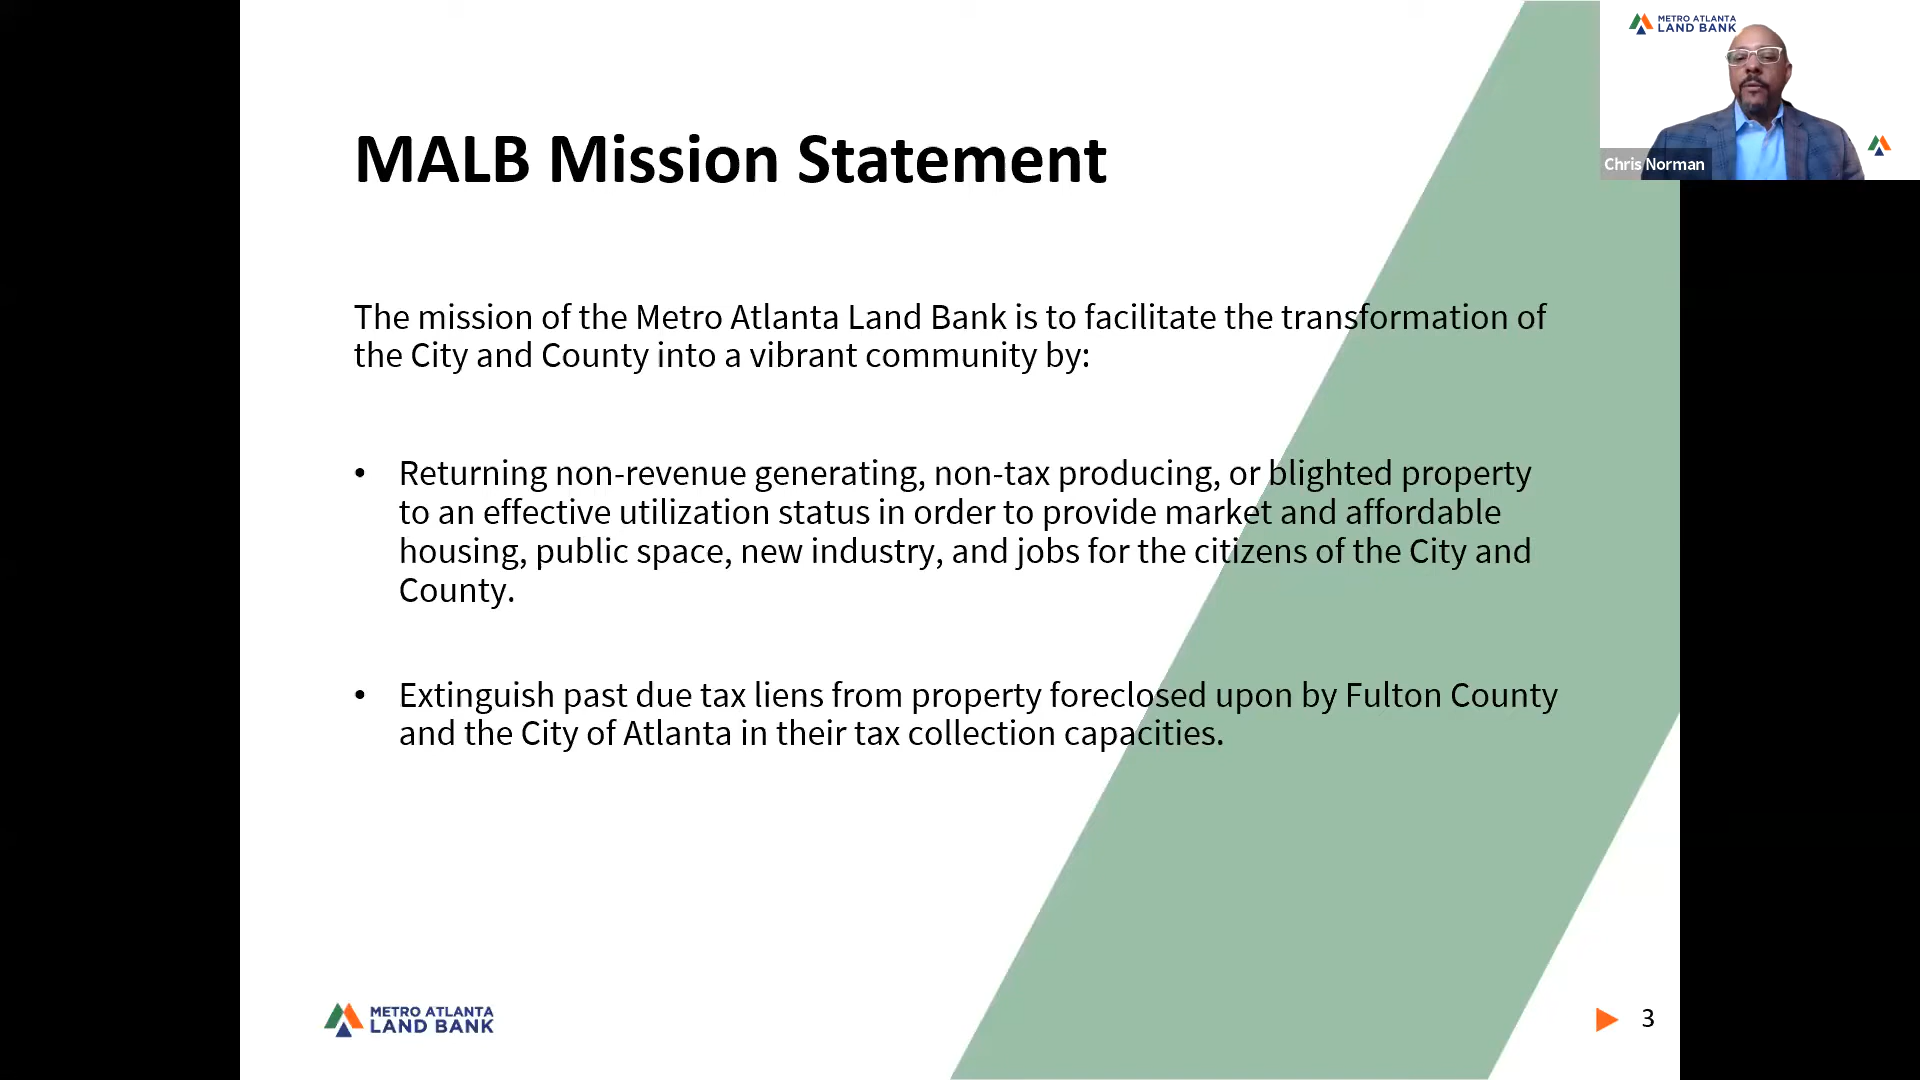 METRO ATLANTA
LAND BANK
Chris Norman
MALB Mission Statement
The mission of the Metro Atlanta Land Bank is to facilitate the transformation of
the City and County into a vibrant community by:
• Returning non-revenue generating, non-tax producing, or blighted property
to an effective utilization status in order to provide market and affordable
housing, public space, new industry, and jobs for the citizens of the City and
County.
• Extinguish past due tax liens from property foreclosed upon by Fulton County
and the City of Atlanta in their tax collection capacities.
METRO ATLANTA
LAND BANK
3